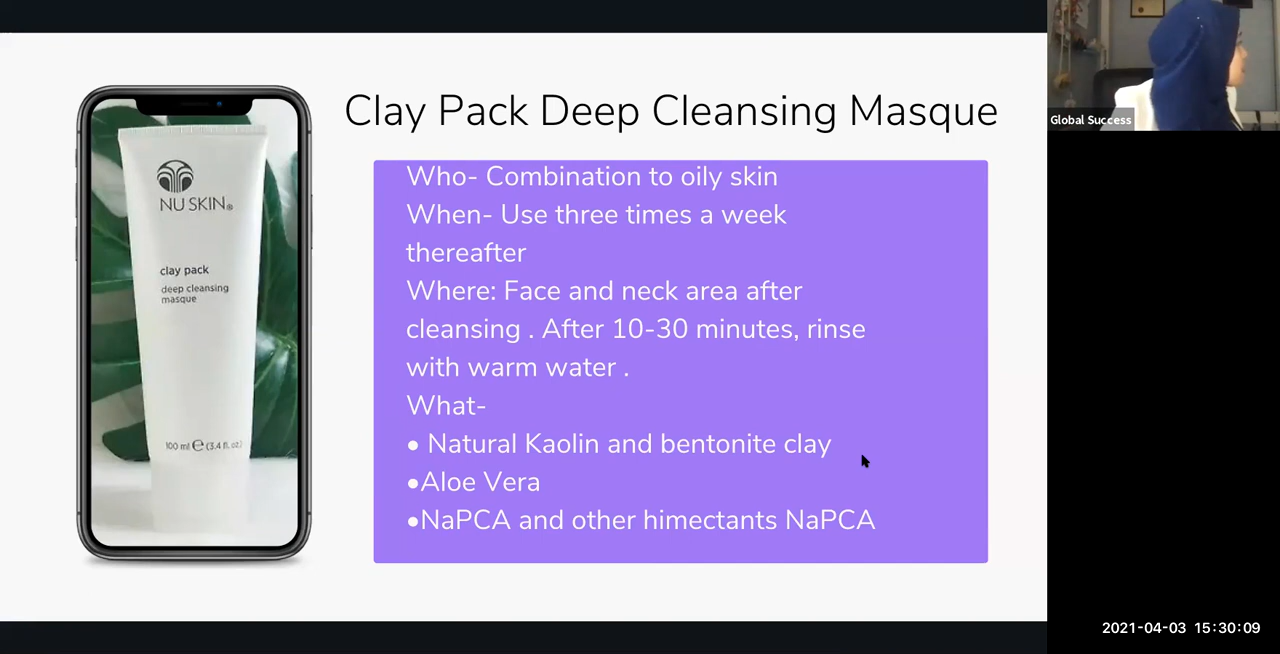 Clay Pack Deep Cleansing Masque
NU SKIN®
clay pack
deep cleansing
masque
100 ml ℮ (3.4 fl. oz.)
Who- Combination to oily skin
When- Use three times a week
thereafter
Where: Face and neck area after
cleansing . After 10-30 minutes, rinse
with warm water .
What-
• Natural Kaolin and bentonite clay
•Aloe Vera
•NaPCA and other himectants NaPCA
Global Success
2021-04-03 15:30:09